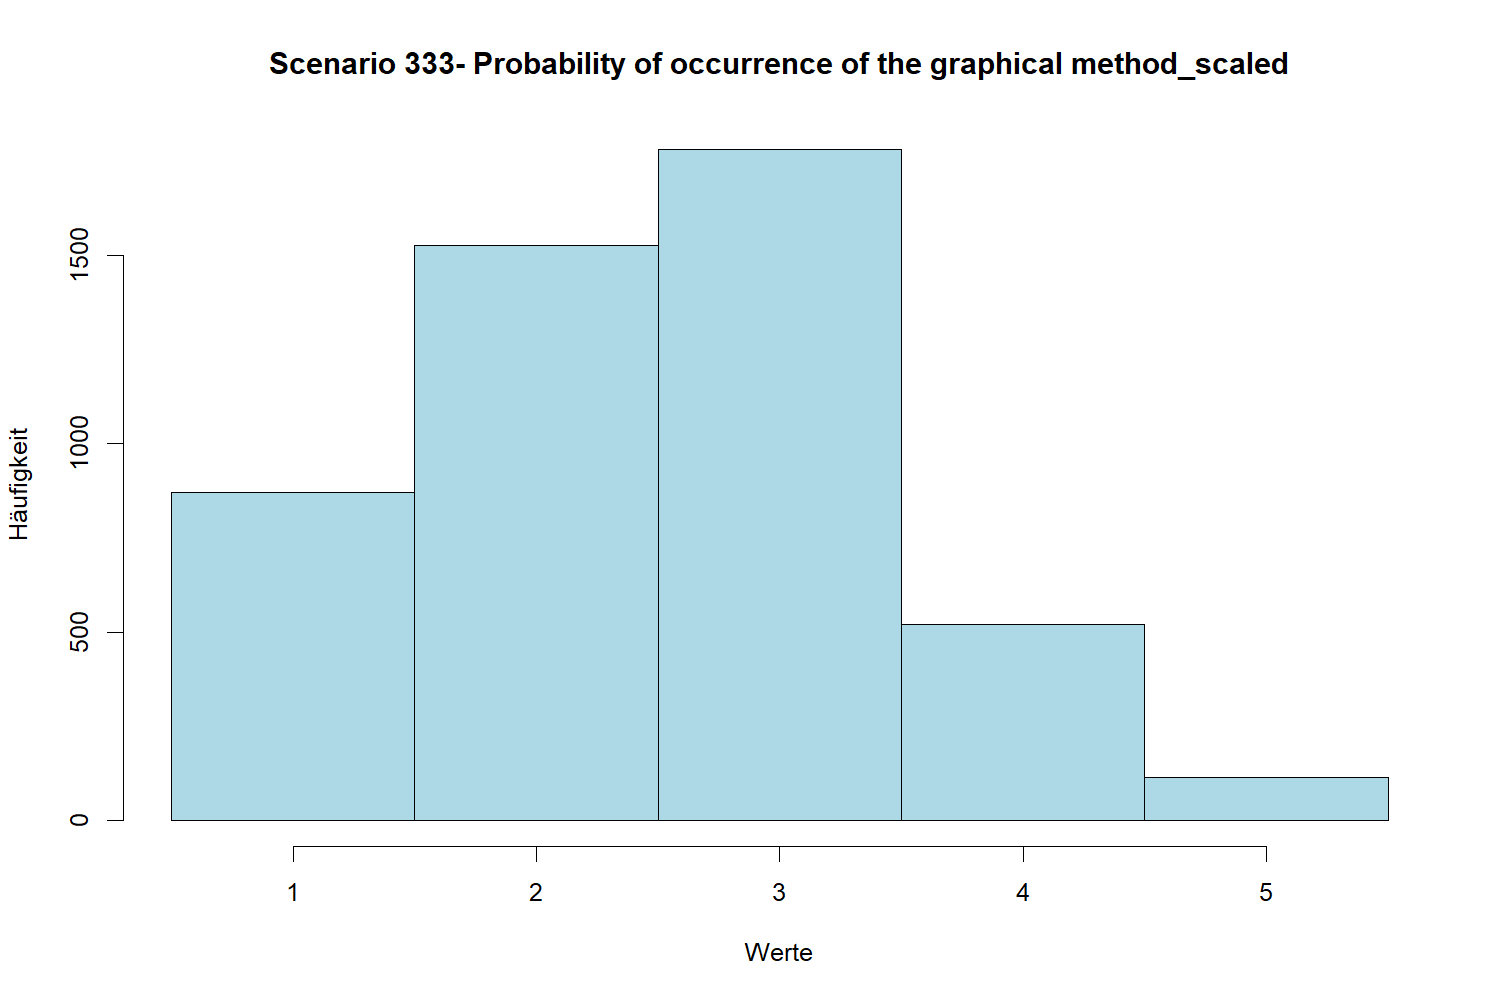 Scenario 333- Probability of occurrence of the graphical method_scaled
Häufigkeit
1500
1000
500
0
1 2 3 4 5
Werte